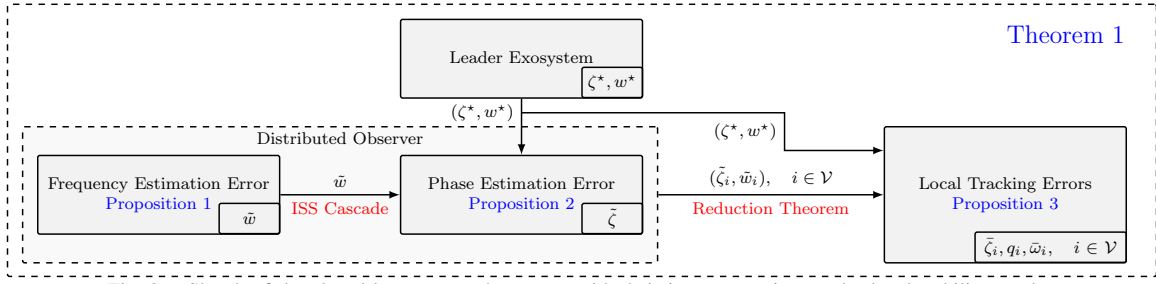 Theorem 1
Leader Exosystem
ζ*, w*
(ζ*, w*)
(ζ*, w*)
Distributed Observer
Frequency Estimation Error
Proposition 1
w̃
w̃
ISS Cascade
Phase Estimation Error
Proposition 2
ζ̃
(ζ̃ᵢ, w̃ᵢ), i ∈ 𝒱
Reduction Theorem
Local Tracking Errors
Proposition 3
ζ̄ᵢ, qᵢ, ω̄ᵢ, i ∈ 𝒱